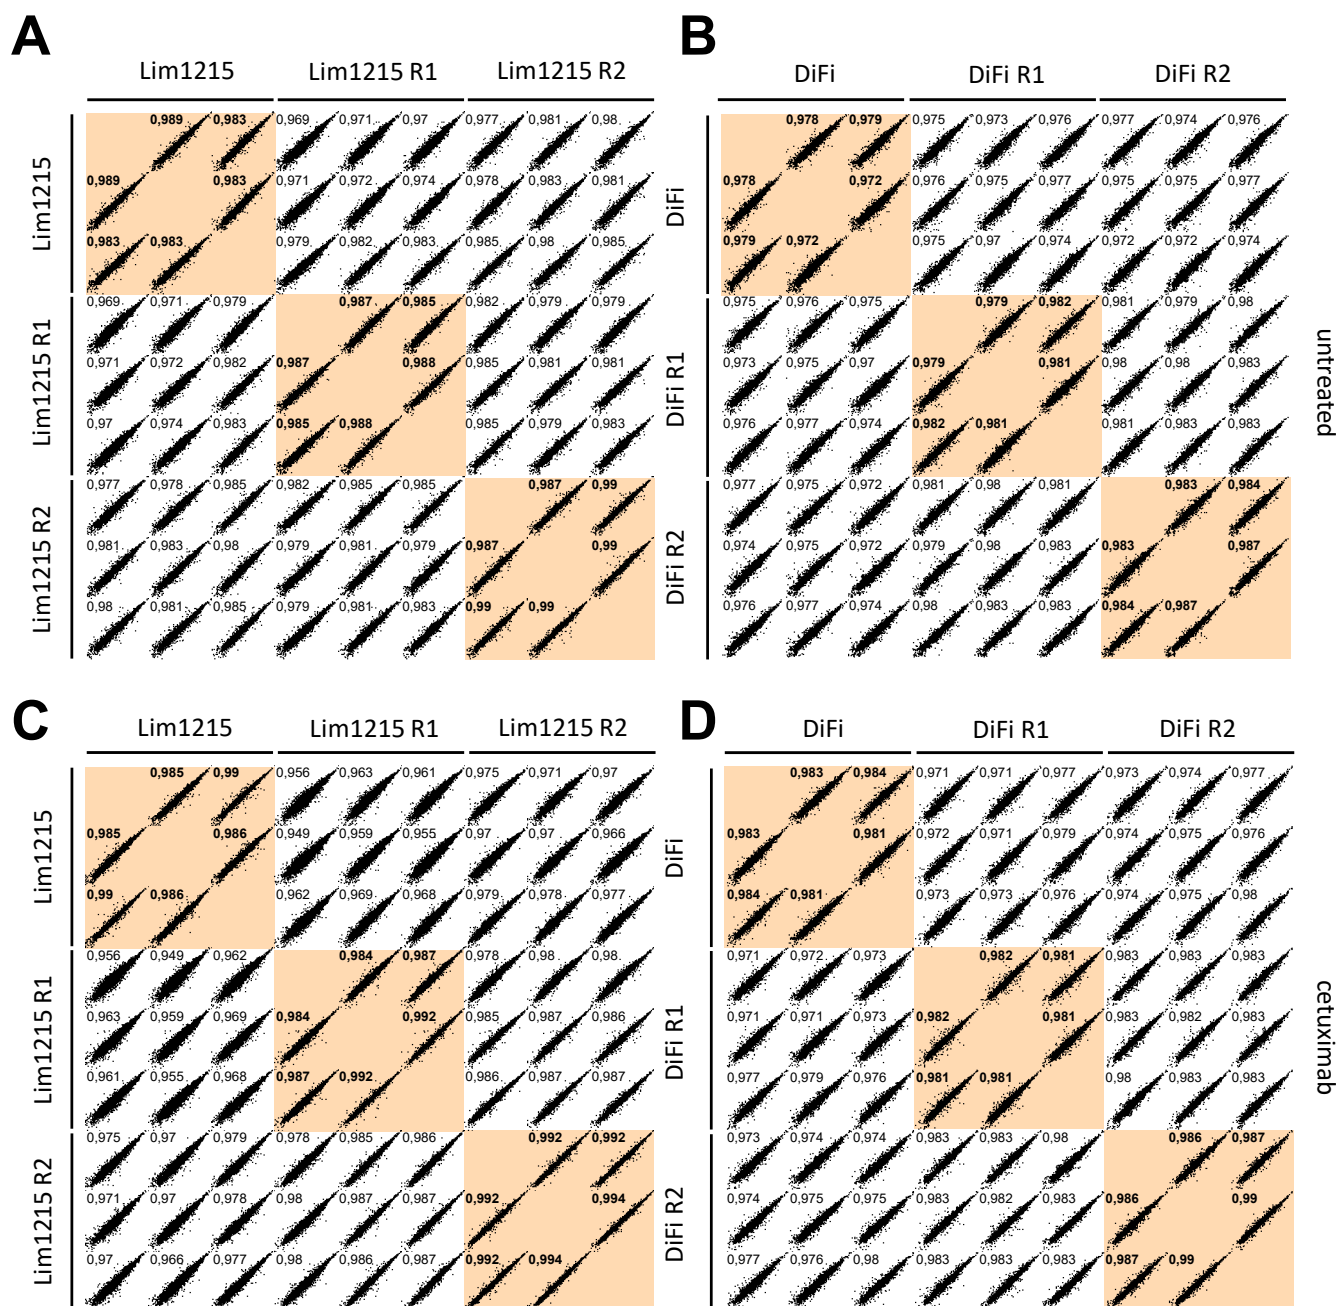 A
B
Lim1215 Lim1215 R1 Lim1215 R2
DiFi DiFi R1 DiFi R2
Lim1215
0,989 0,983 0,969 0,971 0,97 0,977 0,981 0,98
0,989 0,983 0,971 0,972 0,974 0,978 0,983 0,981
0,983 0,983 0,979 0,982 0,983 0,985 0,98 0,985
Lim1215 R1
0,969 0,971 0,979 0,987 0,985 0,982 0,979 0,979
0,971 0,972 0,982 0,987 0,988 0,985 0,981 0,981
0,97 0,974 0,983 0,985 0,988 0,985 0,979 0,983
Lim1215 R2
0,977 0,978 0,985 0,982 0,985 0,985 0,987 0,99
0,981 0,983 0,98 0,979 0,981 0,979 0,987 0,99
0,98 0,981 0,985 0,979 0,981 0,983 0,99 0,99
DiFi
0,978 0,979 0,975 0,973 0,976 0,977 0,974 0,976
0,978 0,972 0,976 0,975 0,977 0,975 0,975 0,977
0,979 0,972 0,975 0,97 0,974 0,972 0,972 0,974
DiFi R1
0,975 0,976 0,975 0,979 0,982 0,981 0,979 0,98
0,973 0,975 0,97 0,979 0,981 0,98 0,98 0,983
0,976 0,977 0,974 0,982 0,981 0,981 0,983 0,983
DiFi R2
0,977 0,975 0,972 0,981 0,98 0,981 0,983 0,984
0,974 0,975 0,972 0,979 0,98 0,983 0,983 0,987
0,976 0,977 0,974 0,98 0,983 0,983 0,984 0,987
untreated
C
D
Lim1215 Lim1215 R1 Lim1215 R2
DiFi DiFi R1 DiFi R2
Lim1215
0,985 0,99 0,956 0,963 0,961 0,975 0,971 0,97
0,985 0,986 0,949 0,959 0,955 0,97 0,97 0,966
0,99 0,986 0,962 0,969 0,968 0,979 0,978 0,977
Lim1215 R1
0,956 0,949 0,962 0,984 0,987 0,978 0,98 0,98
0,963 0,959 0,969 0,984 0,992 0,985 0,987 0,986
0,961 0,955 0,968 0,987 0,992 0,986 0,987 0,987
Lim1215 R2
0,975 0,97 0,979 0,978 0,985 0,986 0,992 0,992
0,971 0,97 0,978 0,98 0,987 0,987 0,992 0,994
0,97 0,966 0,977 0,98 0,986 0,987 0,992 0,994
DiFi
0,983 0,984 0,971 0,971 0,977 0,973 0,974 0,977
0,983 0,981 0,972 0,971 0,979 0,974 0,975 0,976
0,984 0,981 0,973 0,973 0,976 0,974 0,975 0,98
DiFi R1
0,971 0,972 0,973 0,982 0,981 0,983 0,983 0,983
0,971 0,971 0,973 0,982 0,981 0,983 0,982 0,983
0,977 0,979 0,976 0,981 0,981 0,98 0,983 0,983
DiFi R2
0,973 0,974 0,974 0,983 0,983 0,98 0,986 0,987
0,974 0,975 0,975 0,983 0,982 0,983 0,986 0,99
0,977 0,976 0,98 0,983 0,983 0,983 0,987 0,99
cetuximab